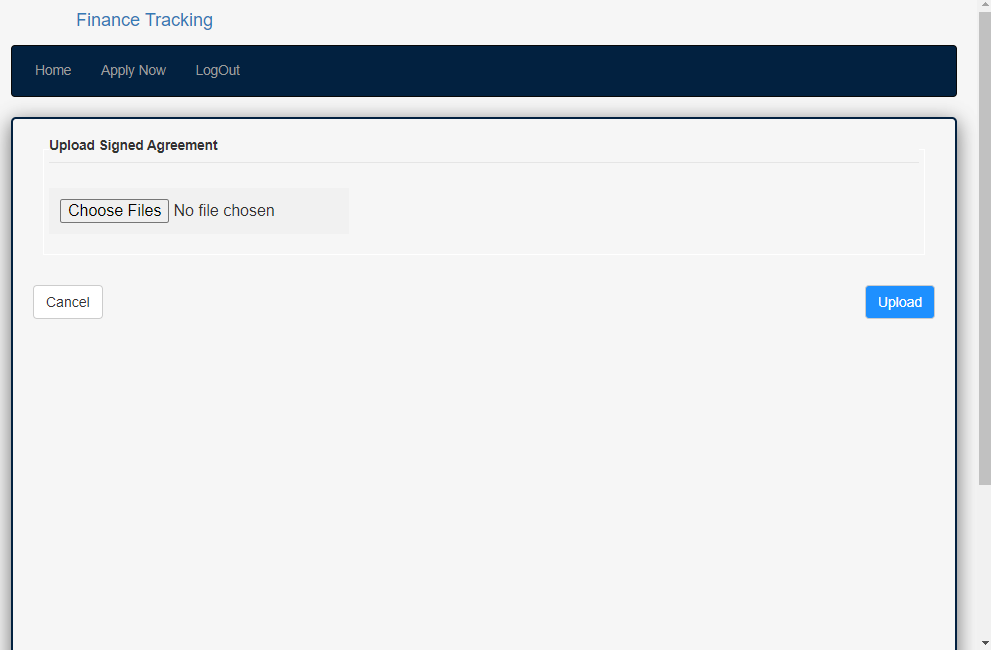 Finance Tracking
Home Apply Now LogOut
Upload Signed Agreement
Choose Files No file chosen
Cancel Upload